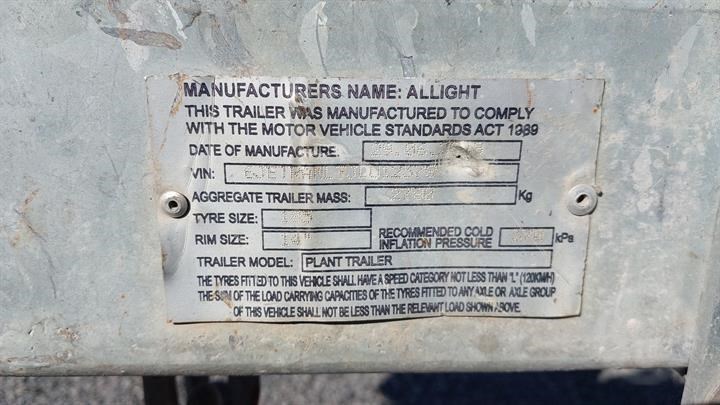 MANUFACTURERS NAME: ALLIGHT
THIS TRAILER WAS MANUFACTURED TO COMPLY
WITH THE MOTOR VEHICLE STANDARDS ACT 1989
DATE OF MANUFACTURE:
VIN:
AGGREGATE TRAILER MASS: Kg
TYRE SIZE:
RIM SIZE: 14" RECOMMENDED COLD INFLATION PRESSURE kPa
TRAILER MODEL: PLANT TRAILER
THE TYRES FITTED TO THIS VEHICLE SHALL HAVE A SPEED CATEGORY NOT LESS THAN "L" (120KM/H)
THE SUM OF THE LOAD CARRYING CAPACITIES OF THE TYRES FITTED TO ANY AXLE OR AXLE GROUP
OF THIS VEHICLE SHALL NOT BE LESS THAN THE RELEVANT LOAD SHOWN ABOVE.